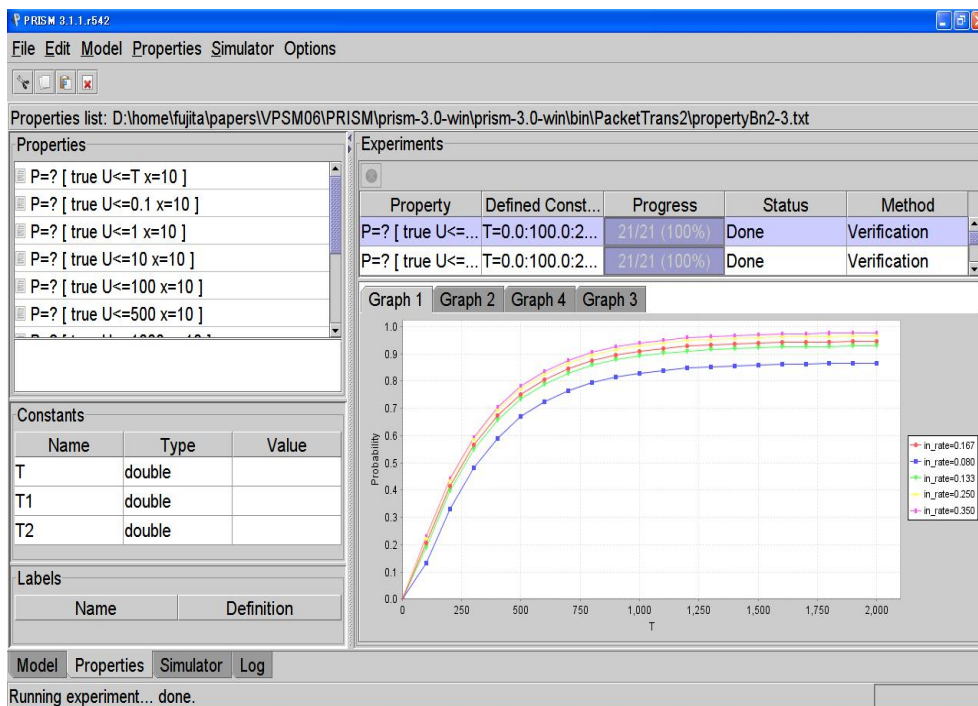 PRISM 3.1.1.r542
File Edit Model Properties Simulator Options
Properties list: D:\home\fujita\papers\VPSM06\PRISM\prism-3.0-win\prism-3.0-win\bin\PacketTrans2\propertyBn2-3.txt
Properties
P=? [ true U<=T x=10 ]
P=? [ true U<=0.1 x=10 ]
P=? [ true U<=1 x=10 ]
P=? [ true U<=10 x=10 ]
P=? [ true U<=100 x=10 ]
P=? [ true U<=500 x=10 ]
Constants
Name Type Value
T double
T1 double
T2 double
Labels
Name Definition
Experiments
Property Defined Const... Progress Status Method
P=? [ true U<=... T=0.0:100.0:2... 21/21 (100%) Done Verification
P=? [ true U<=... T=0.0:100.0:2... 21/21 (100%) Done Verification
Graph 1 Graph 2 Graph 4 Graph 3
1.0
0.9
0.8
0.7
0.6
0.5
0.4
0.3
0.2
0.1
0.0
Probability
0 250 500 750 1,000 1,250 1,500 1,750 2,000
T
in_rate=0.167
in_rate=0.080
in_rate=0.133
in_rate=0.250
in_rate=0.350
Model Properties Simulator Log
Running experiment... done.